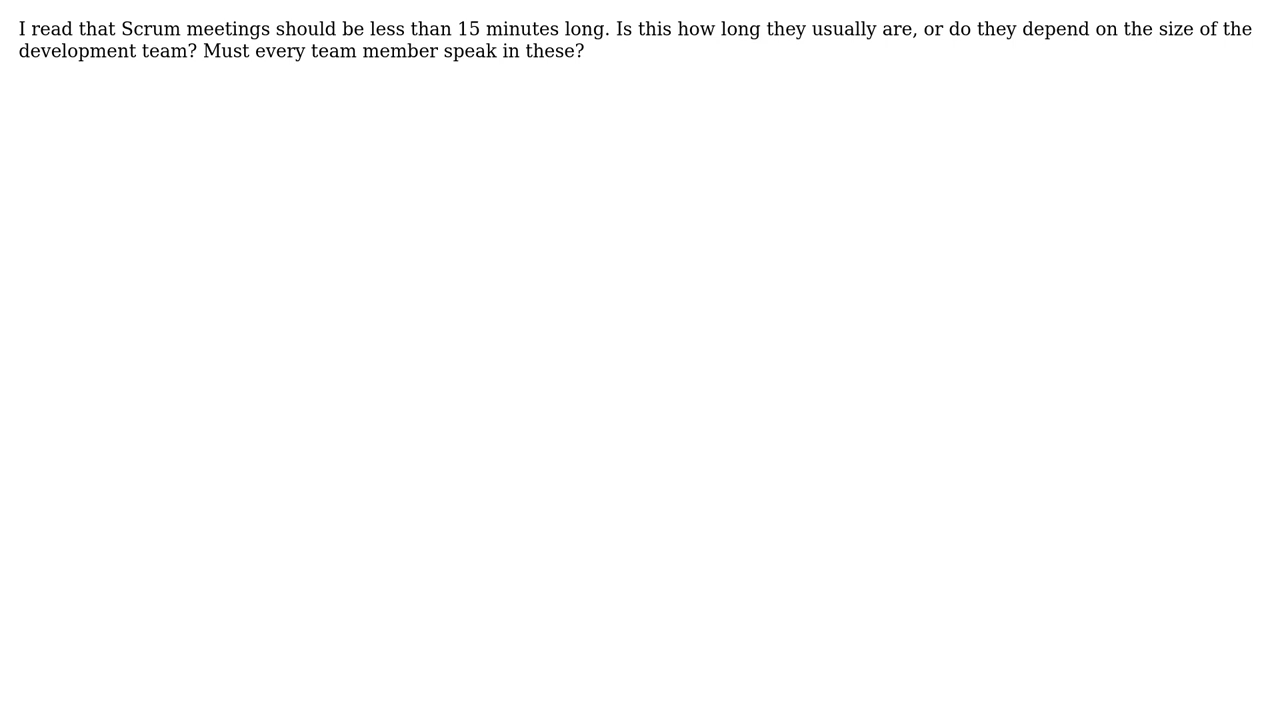 I read that Scrum meetings should be less than 15 minutes long. Is this how long they usually are, or do they depend on the size of the
development team? Must every team member speak in these?